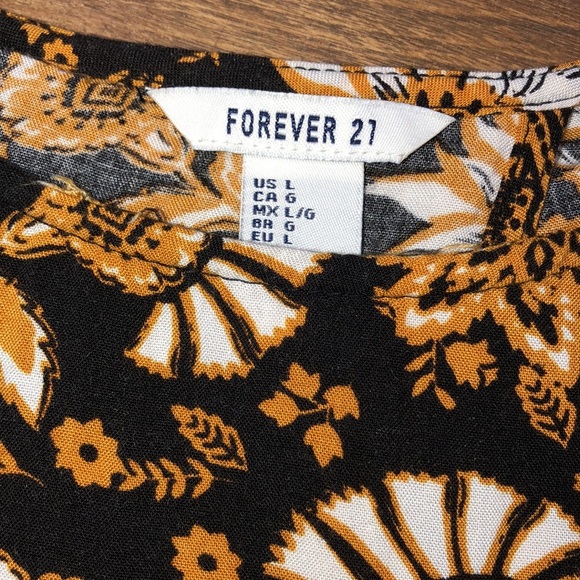 FOREVER 21
US L
CA G
MX L/G
BR G
EU L